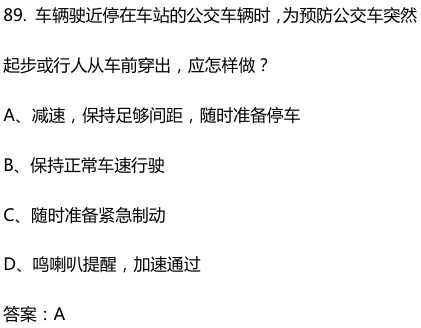 89. 车辆驶近停在车站的公交车辆时，为预防公交车突然
起步或行人从车前穿出，应怎样做？
A、减速，保持足够间距，随时准备停车
B、保持正常车速行驶
C、随时准备紧急制动
D、鸣喇叭提醒，加速通过
答案：A